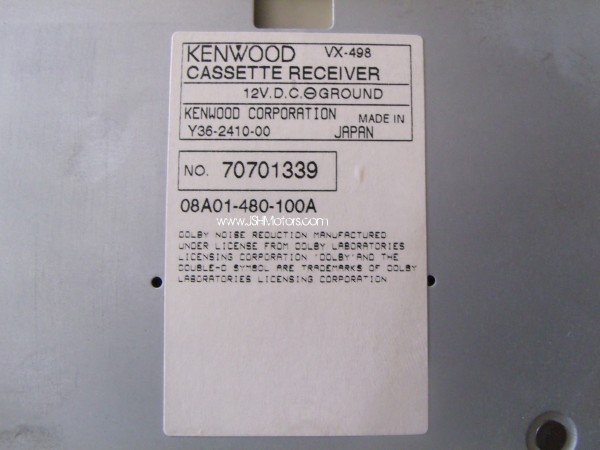 KENWOOD VX-498
CASSETTE RECEIVER
12V.D.C.⊖GROUND
KENWOOD CORPORATION MADE IN
Y36-2410-00 JAPAN
NO. 70701339
08A01-480-100A
www.JSHMotors.com
DOLBY NOISE REDUCTION MANUFACTURED
UNDER LICENSE FROM DOLBY LABORATORIES
LICENSING CORPORATION 'DOLBY'AND THE
DOUBLE-D SYMBOL ARE TRADEMARKS OF DOLBY
LABORATORIES LICENSING CORPORATION